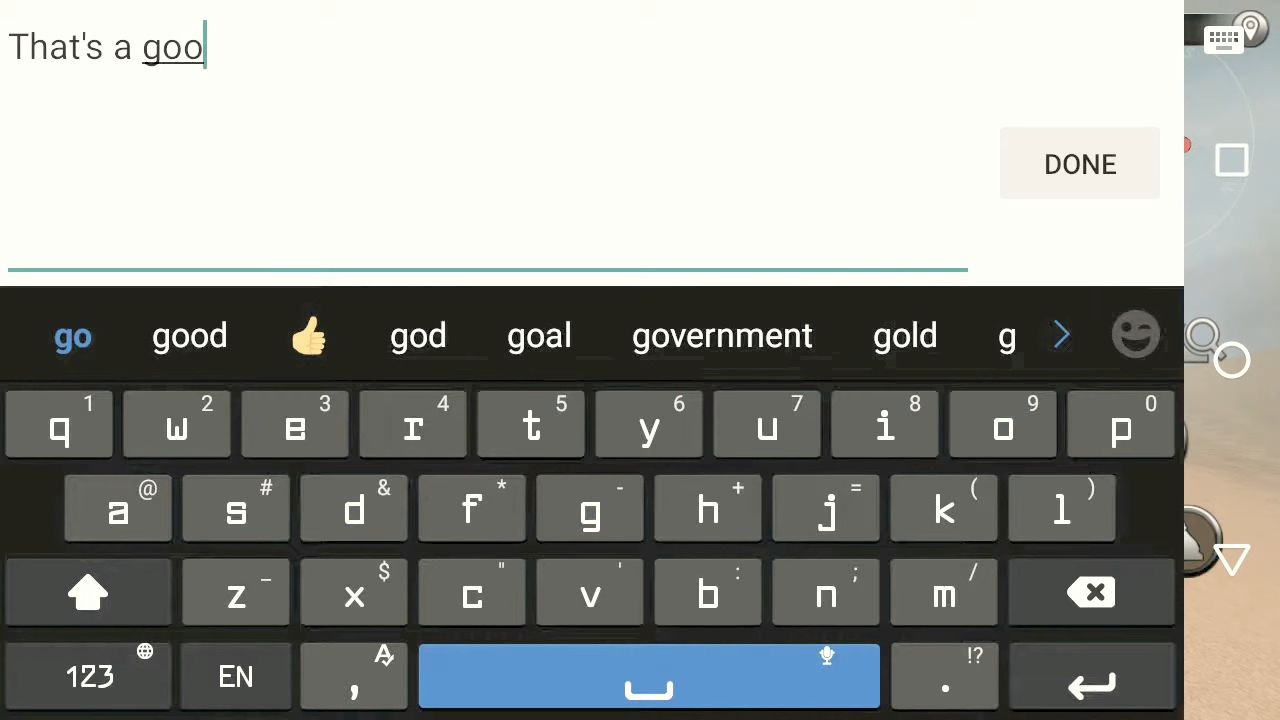 That's a goo
DONE
go good 👍 god goal government gold g
q 1 w 2 e 3 r 4 t 5 y 6 u 7 i 8 o 9 p 0
a @ s # d & f * g - h + j = k ( l )
z _ x $ c " v ' b : n ; m /
123 EN , . !?